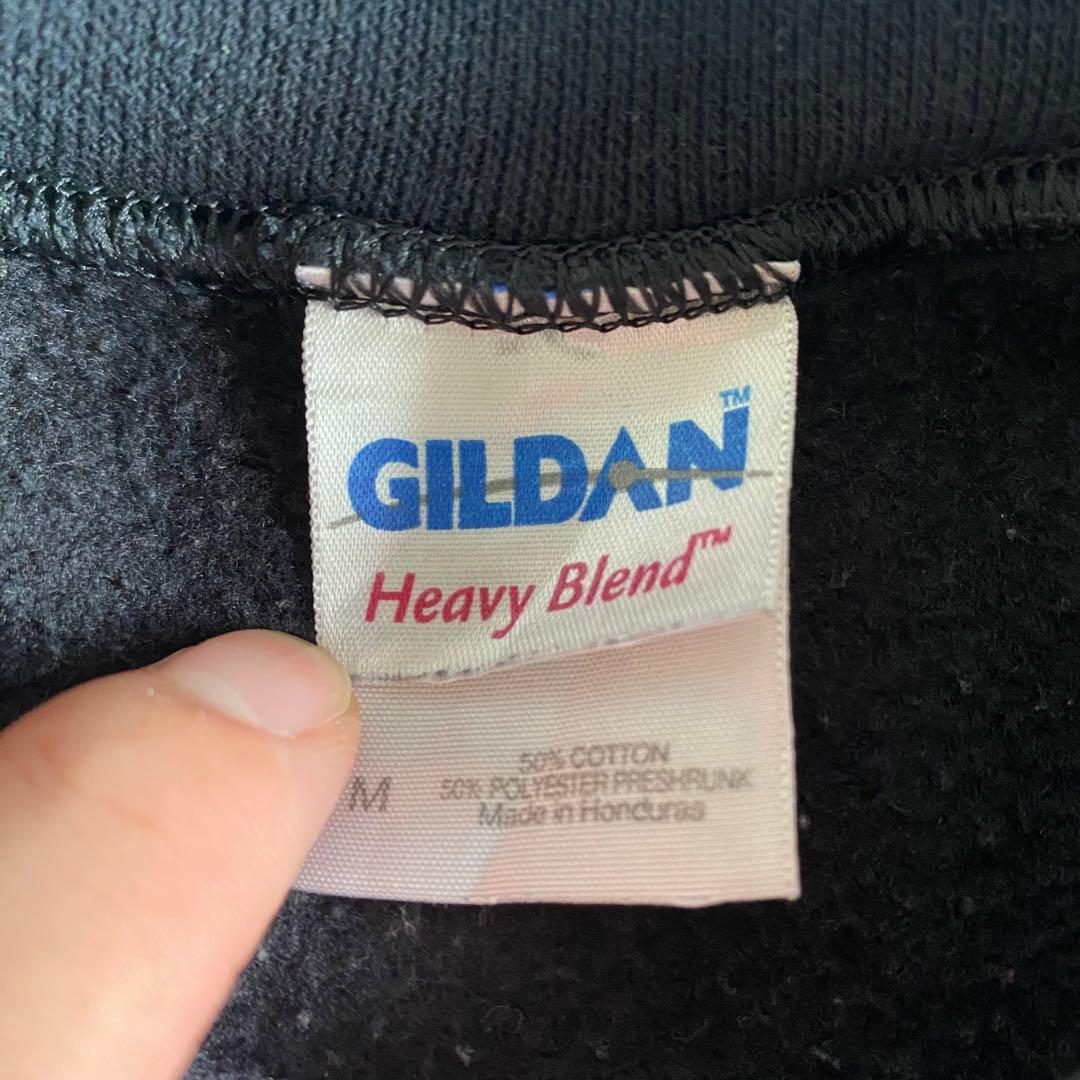 GILDAN™
Heavy Blend™
50% COTTON
M 50% POLYESTER PRESHRUNK
Made in Honduras